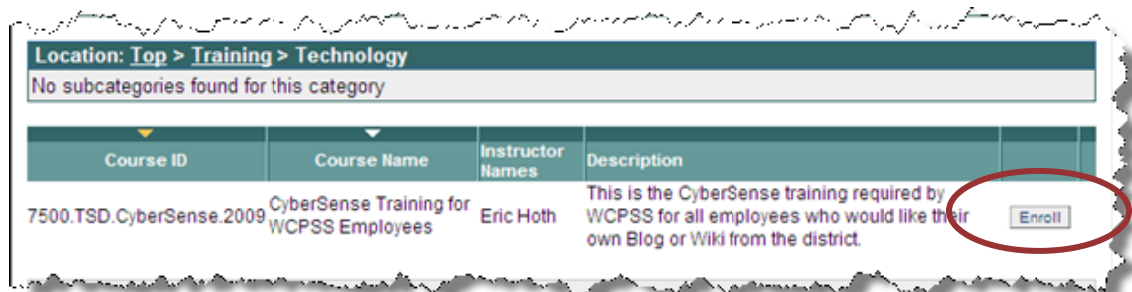 Location: Top > Training > Technology
No subcategories found for this category
Course ID
Course Name
Instructor
Names
Description
7500.TSD.CyberSense.2009
CyberSense Training for
WCPSS Employees
Eric Hoth
This is the CyberSense training required by
WCPSS for all employees who would like their
own Blog or Wiki from the district.
Enroll